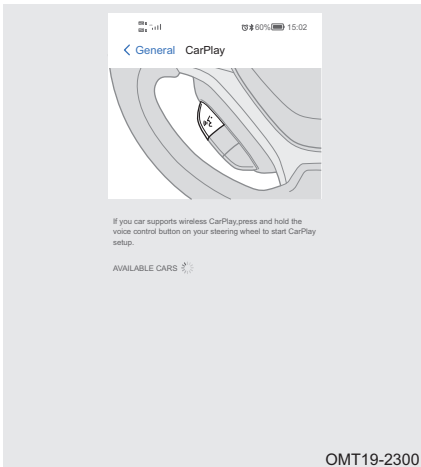 60% 15:02
General CarPlay
If you car supports wireless CarPlay,press and hold the
voice control button on your steering wheel to start CarPlay
setup.
AVAILABLE CARS
OMT19-2300